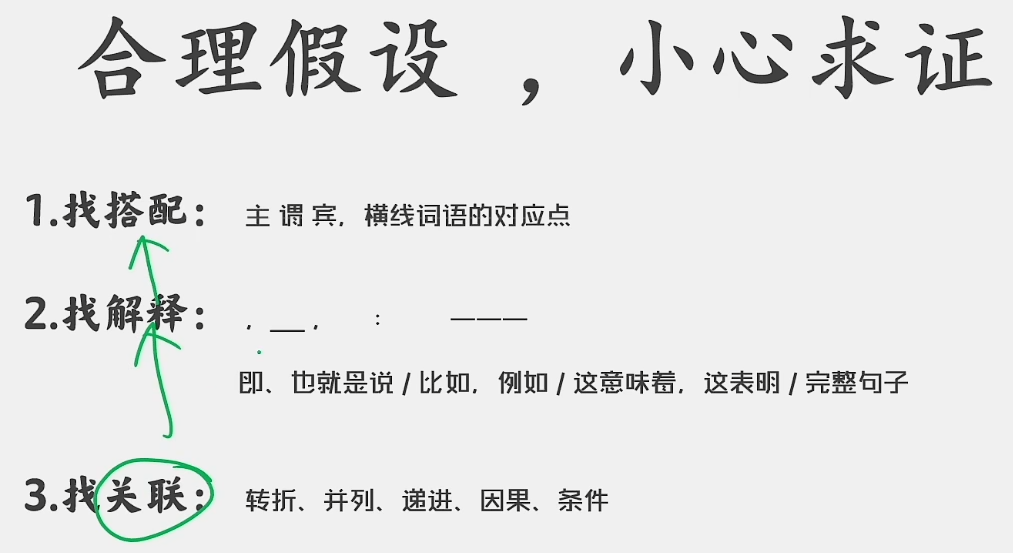 合理假设 ，小心求证
1.找搭配： 主 谓 宾，横线词语的对应点
2.找解释： ，__， ： ———
即、也就是说 / 比如，例如 / 这意味着，这表明 / 完整句子
3.找关联： 转折、并列、递进、因果、条件